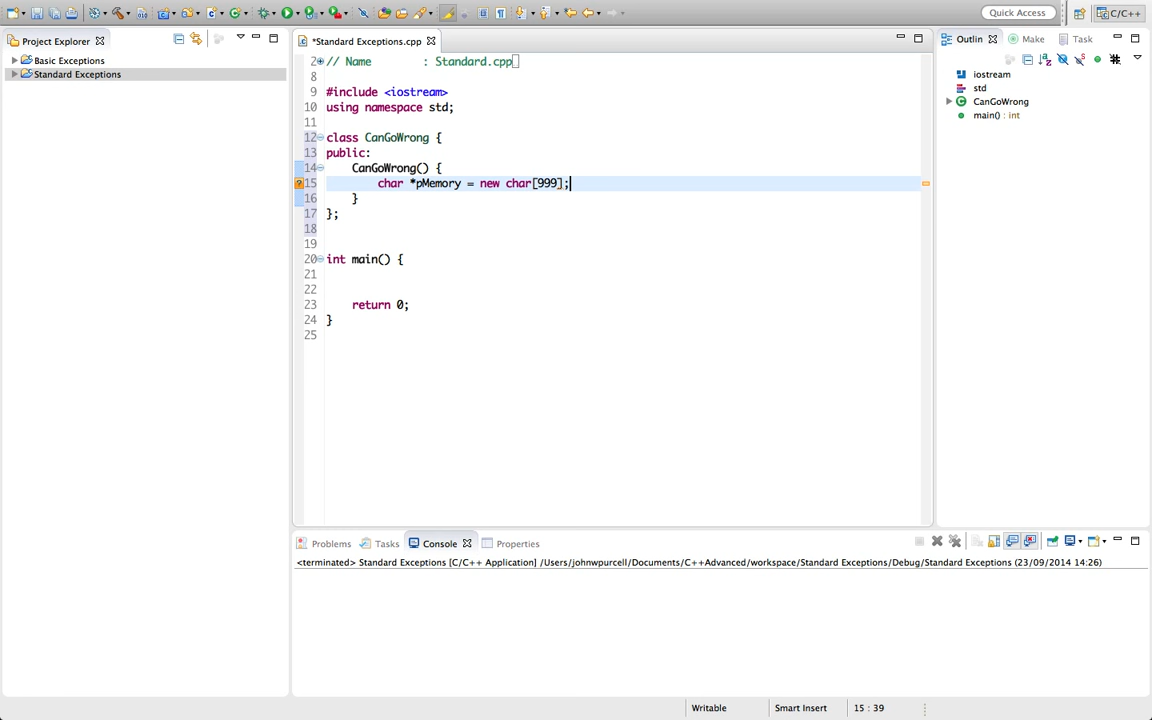 Quick Access
C/C++
Project Explorer
Basic Exceptions
Standard Exceptions
*Standard Exceptions.cpp
2 // Name : Standard.cpp
8
9 #include <iostream>
10 using namespace std;
11
12 class CanGoWrong {
13 public:
14 CanGoWrong() {
15 char *pMemory = new char[999];
16 }
17 };
18
19
20 int main() {
21
22
23 return 0;
24 }
25
Outlin
Make
Task
iostream
std
CanGoWrong
main() : int
Problems
Tasks
Console
Properties
<terminated> Standard Exceptions [C/C++ Application] /Users/johnwpurcell/Documents/C++Advanced/workspace/Standard Exceptions/Debug/Standard Exceptions (23/09/2014 14:26)
Writable
Smart Insert
15 : 39